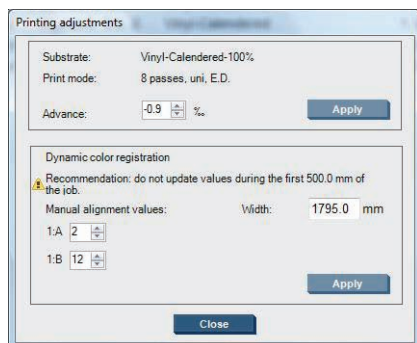 Printing adjustments
Substrate: Vinyl-Calendered-100%
Print mode: 8 passes, uni, E.D.
Advance: -0.9 ‰ Apply
Dynamic color registration
Recommendation: do not update values during the first 500.0 mm of
the job.
Manual alignment values: Width: 1795.0 mm
1:A 2
1:B 12
Apply
Close